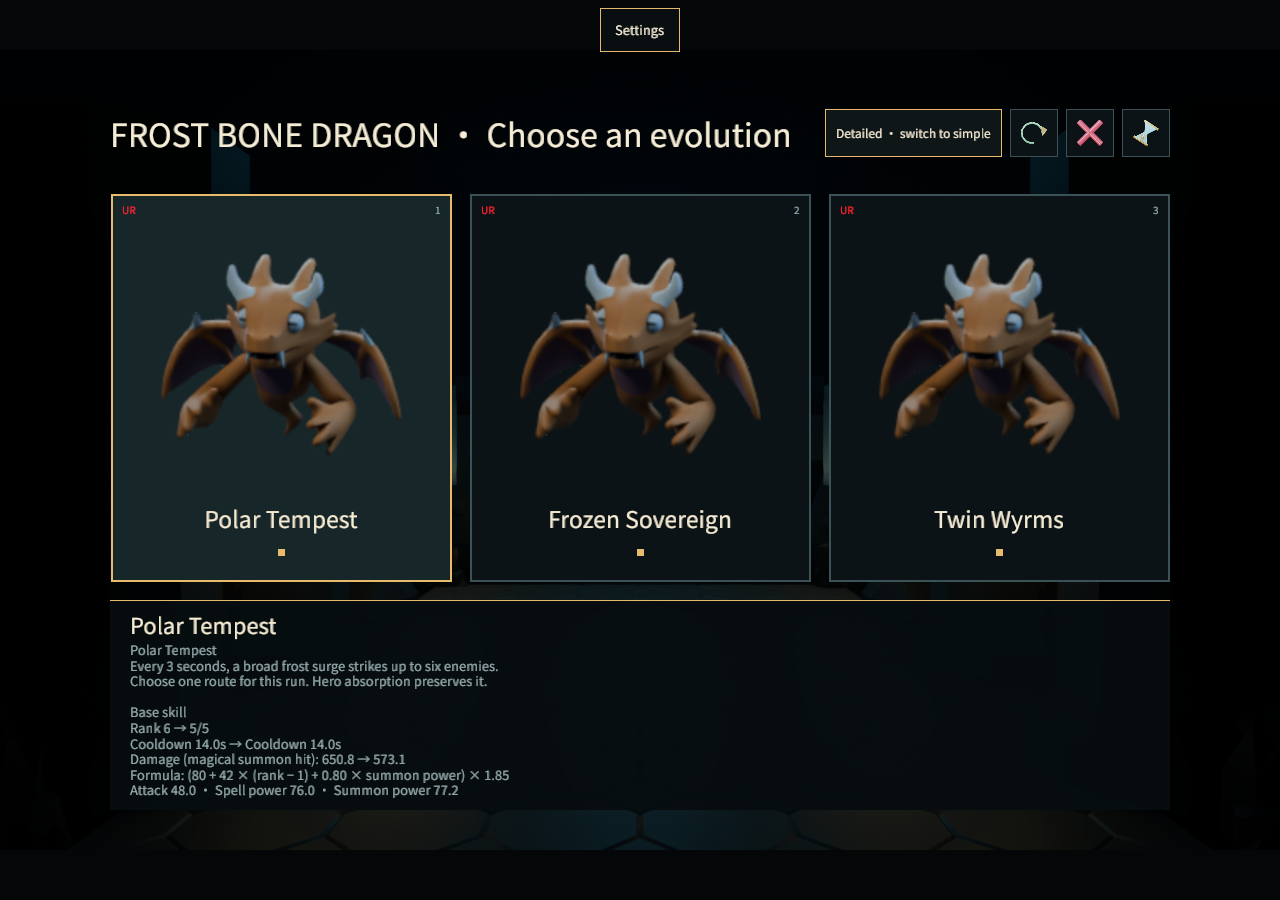 Settings
FROST BONE DRAGON • Choose an evolution
Detailed • switch to simple
UR
1
UR
2
UR
3
Polar Tempest
Frozen Sovereign
Twin Wyrms
Polar Tempest
Polar Tempest
Every 3 seconds, a broad frost surge strikes up to six enemies.
Choose one route for this run. Hero absorption preserves it.
Base skill
Rank 6 → 5/5
Cooldown 14.0s → Cooldown 14.0s
Damage (magical summon hit): 650.8 → 573.1
Formula: (80 + 42 × (rank − 1) + 0.80 × summon power) × 1.85
Attack 48.0 • Spell power 76.0 • Summon power 77.2